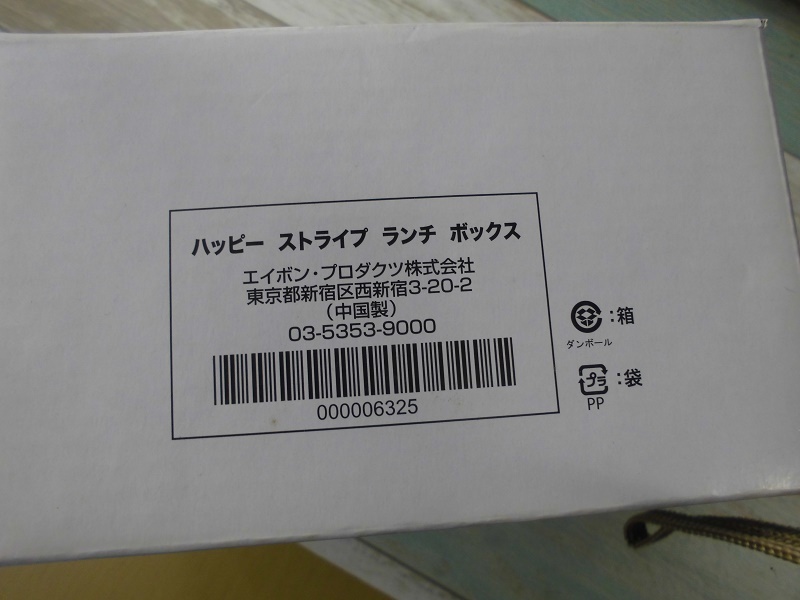 ハッピー ストライプ ランチ ボックス
エイボン・プロダクツ株式会社
東京都新宿区西新宿3-20-2
(中国製)
03-5353-9000
000006325
:箱
ダンボール
プラ :袋
PP